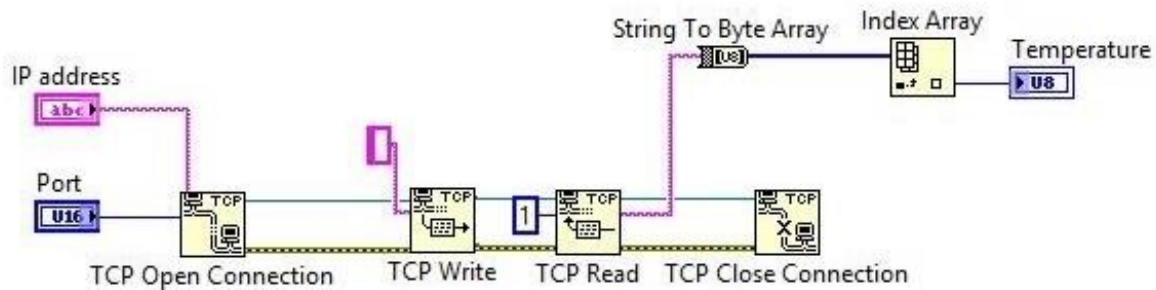 String To Byte Array
Index Array
[U8]
Temperature
U8
IP address
abc
Port
U16
TCP
TCP
1
TCP
TCP
TCP Open Connection
TCP Write
TCP Read
TCP Close Connection